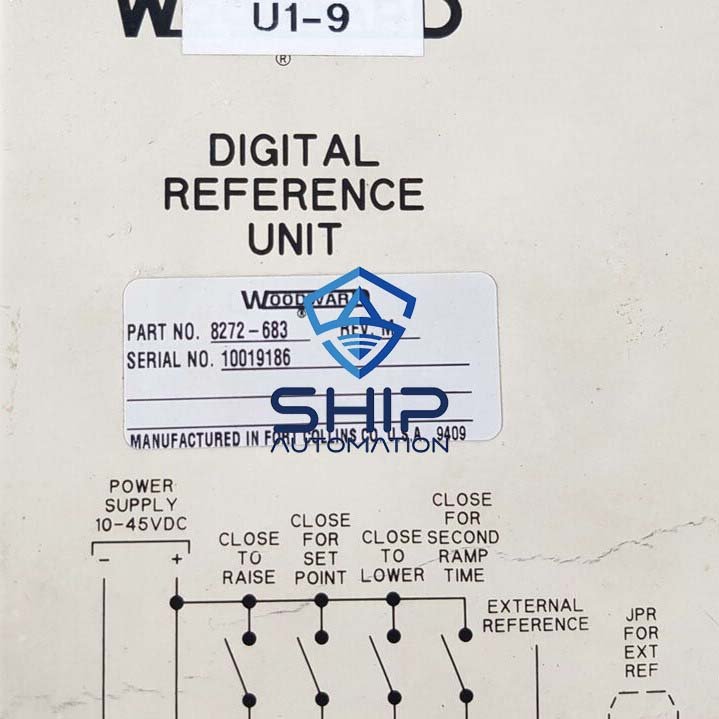 U1-9
®
DIGITAL
REFERENCE
UNIT
WOODWARD
®
PART NO. 8272-683 REV. M
SERIAL NO. 10019186
SHIP
AUTOMATION
MANUFACTURED IN FORT COLLINS CO. U.S.A. 9409
POWER
SUPPLY
10-45VDC
- +
CLOSE
TO
RAISE
CLOSE
FOR
SET
POINT
CLOSE
TO
LOWER
CLOSE
FOR
SECOND
RAMP
TIME
EXTERNAL
REFERENCE
JPR
FOR
EXT
REF